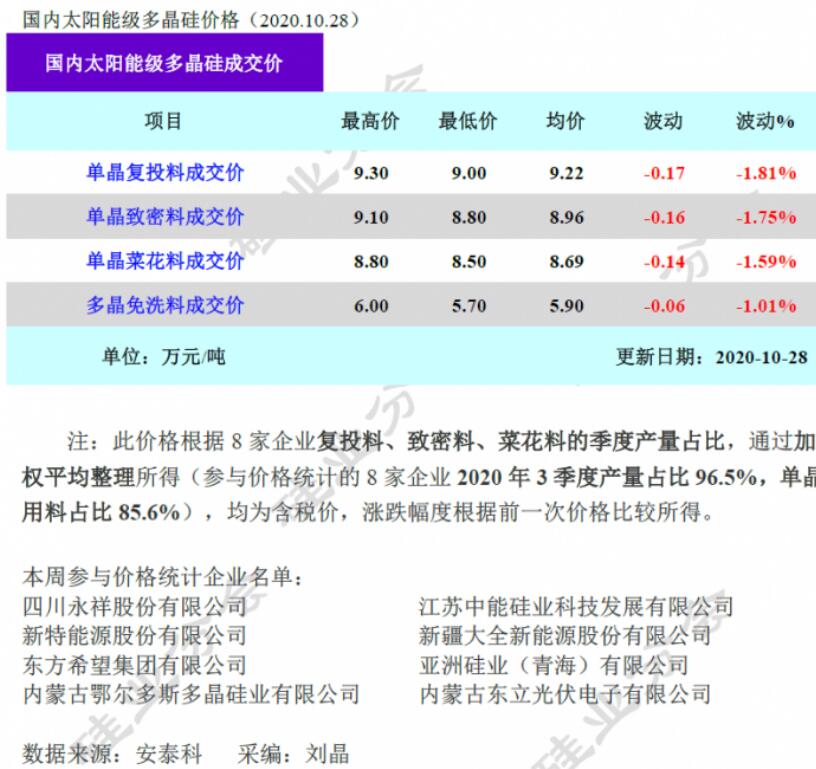 国内太阳能级多晶硅价格（2020.10.28）
国内太阳能级多晶硅成交价
项目 最高价 最低价 均价 波动 波动%
单晶复投料成交价 9.30 9.00 9.22 -0.17 -1.81%
单晶致密料成交价 9.10 8.80 8.96 -0.16 -1.75%
单晶菜花料成交价 8.80 8.50 8.69 -0.14 -1.59%
多晶免洗料成交价 6.00 5.70 5.90 -0.06 -1.01%
单位：万元/吨 更新日期：2020-10-28
注：此价格根据 8 家企业复投料、致密料、菜花料的季度产量占比，通过加
权平均整理所得（参与价格统计的 8 家企业 2020 年 3 季度产量占比 96.5%，单晶
用料占比 85.6%），均为含税价，涨跌幅度根据前一次价格比较所得。
本周参与价格统计企业名单：
四川永祥股份有限公司 江苏中能硅业科技发展有限公司
新特能源股份有限公司 新疆大全新能源股份有限公司
东方希望集团有限公司 亚洲硅业（青海）有限公司
内蒙古鄂尔多斯多晶硅业有限公司 内蒙古东立光伏电子有限公司
数据来源：安泰科 采编：刘晶
硅业分会
硅业分会
硅业分会
硅业分会
分